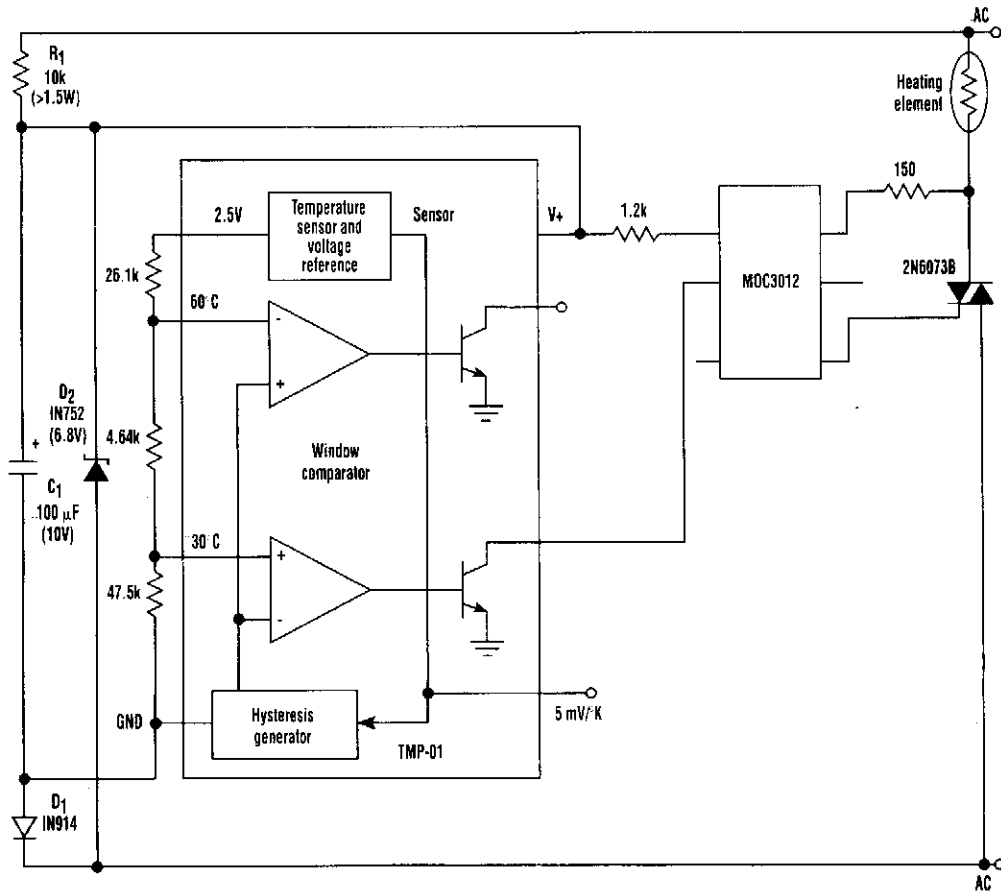 AC
R1
10k
(>1.5W)
Heating
element
150
2.5V
Temperature
sensor and
voltage
reference
Sensor
V+
1.2k
MOC3012
2N6073B
26.1k
60°C
-
+
D2
IN752
(6.8V)
4.64k
Window
comparator
+
C1
100 µF
(10V)
30°C
+
-
47.5k
GND
Hysteresis
generator
5 mV/°K
TMP-01
D1
IN914
AC